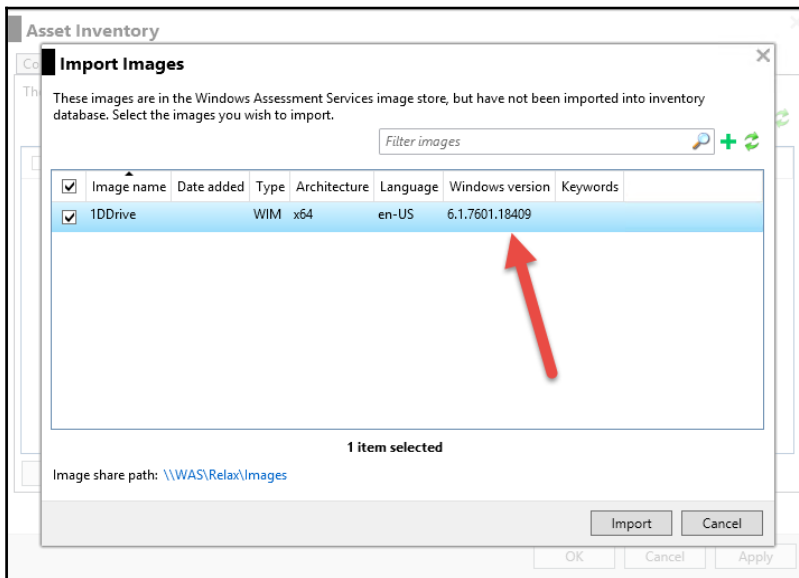 Asset Inventory
Co
Import Images
Th
These images are in the Windows Assessment Services image store, but have not been imported into inventory
database. Select the images you wish to import.
Filter images
Image name Date added Type Architecture Language Windows version Keywords
1DDrive WIM x64 en-US 6.1.7601.18409
1 item selected
Image share path: \\WAS\Relax\Images
Import Cancel
OK Cancel Apply